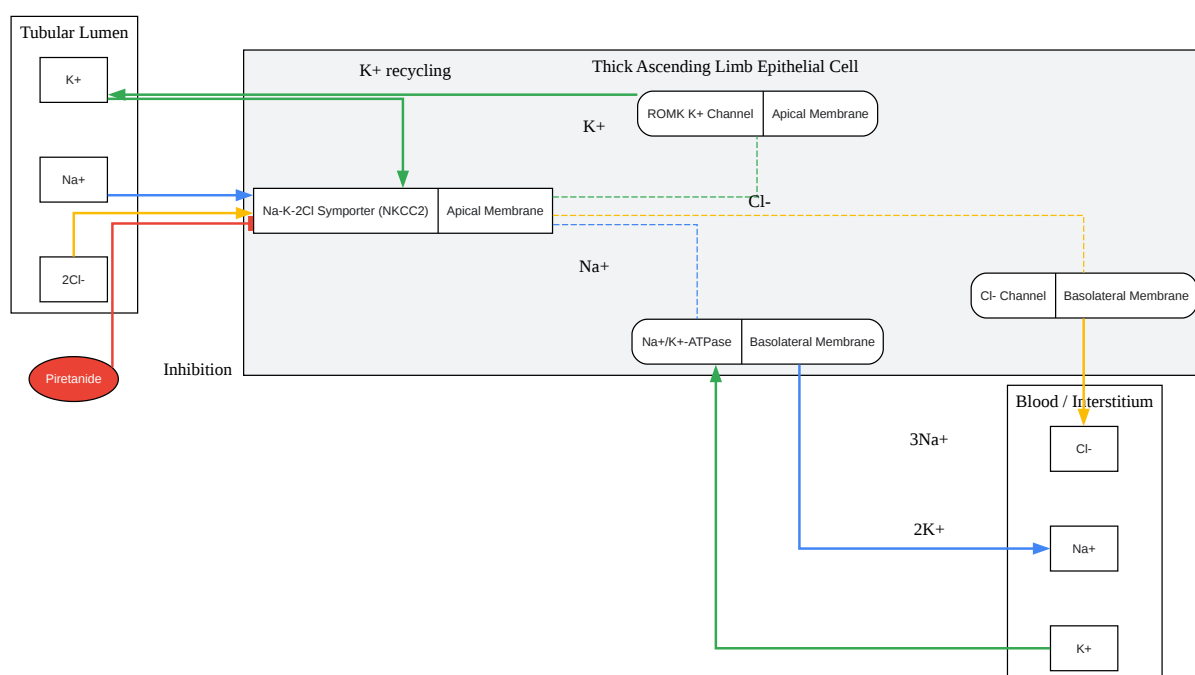 Tubular Lumen
K+
Na+
2Cl-
Piretanide
Inhibition
Thick Ascending Limb Epithelial Cell
K+ recycling
ROMK K+ Channel
Apical Membrane
K+
Na-K-2Cl Symporter (NKCC2)
Apical Membrane
Cl-
Na+
Cl- Channel
Basolateral Membrane
Na+/K+-ATPase
Basolateral Membrane
Blood / Interstitium
Cl-
3Na+
2K+
Na+
K+